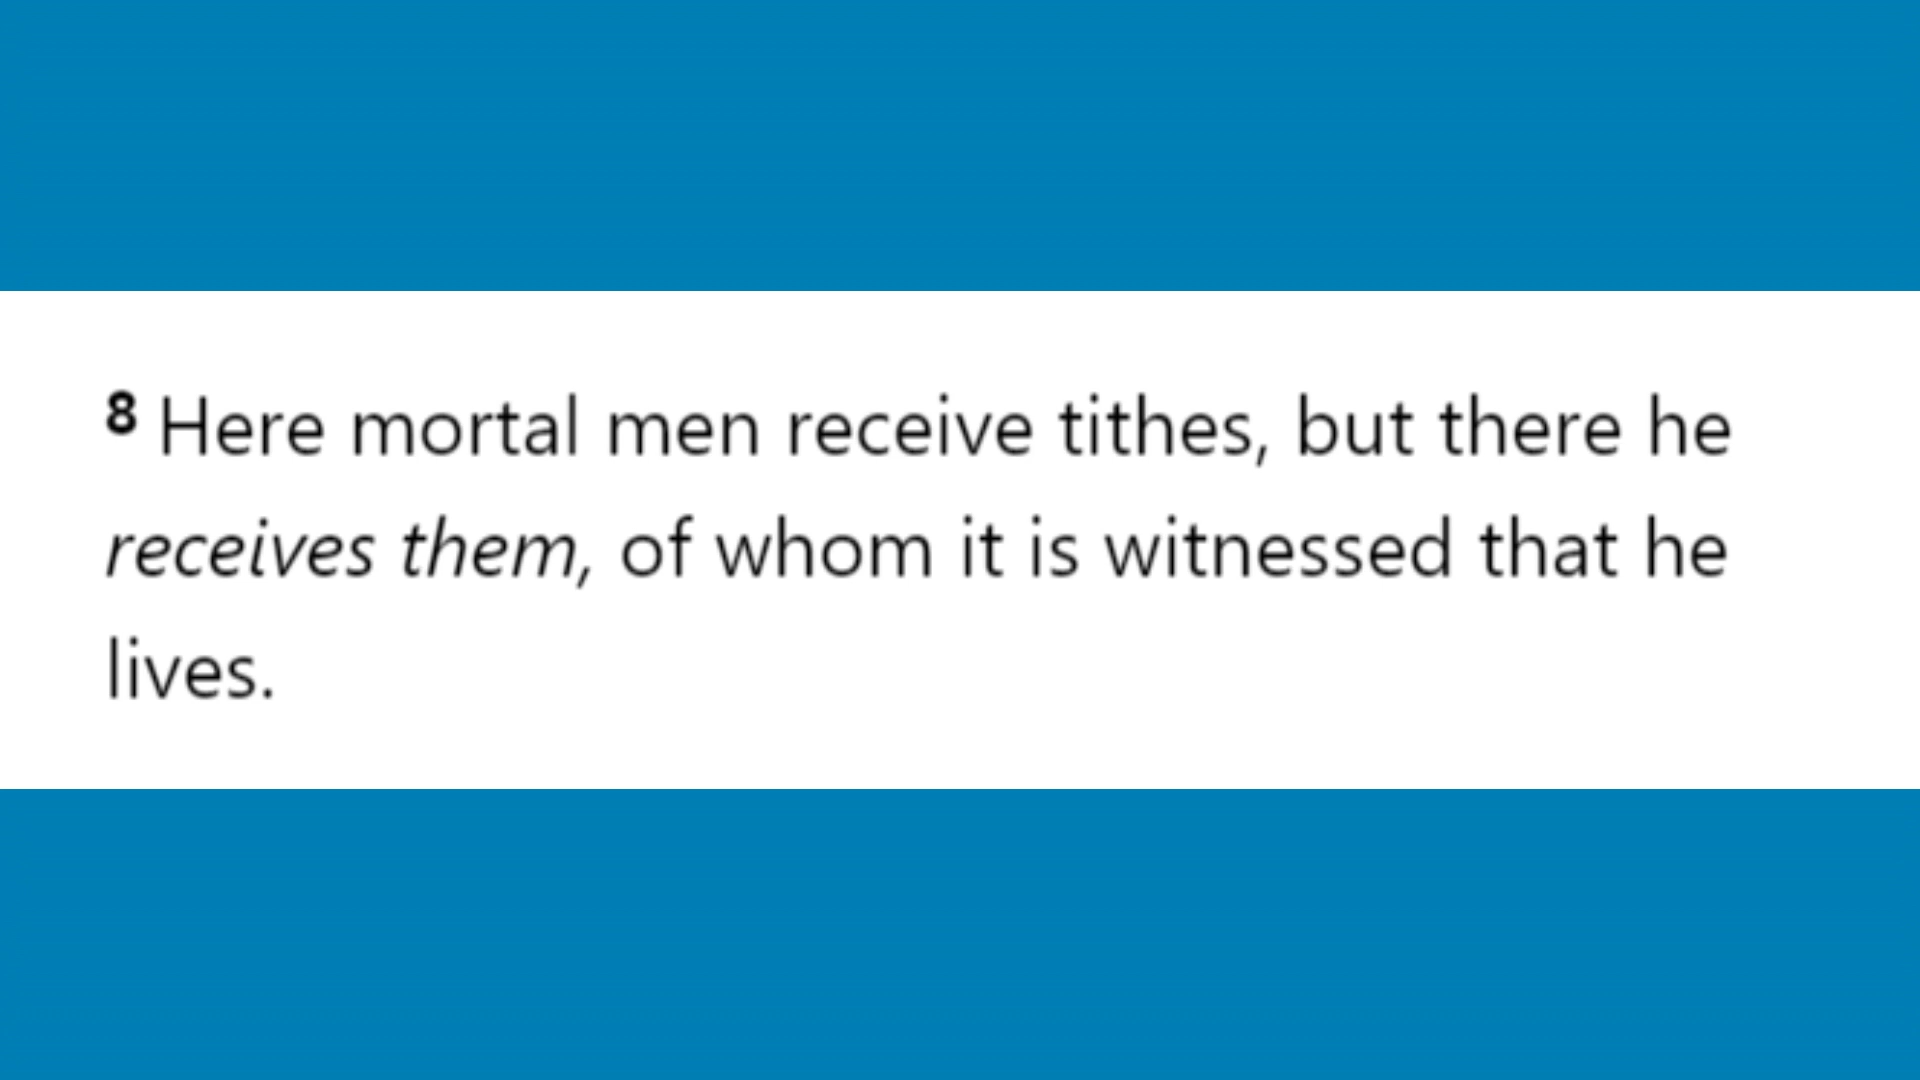 8 Here mortal men receive tithes, but there he
receives them, of whom it is witnessed that he
lives.